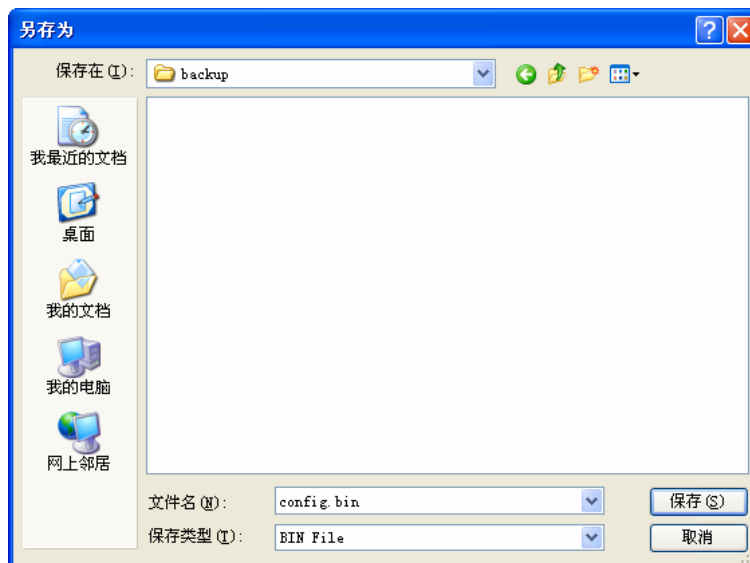 另存为
保存在(I): backup
我最近的文档
桌面
我的文档
我的电脑
网上邻居
文件名(N): config.bin 保存(S)
保存类型(T): BIN File 取消